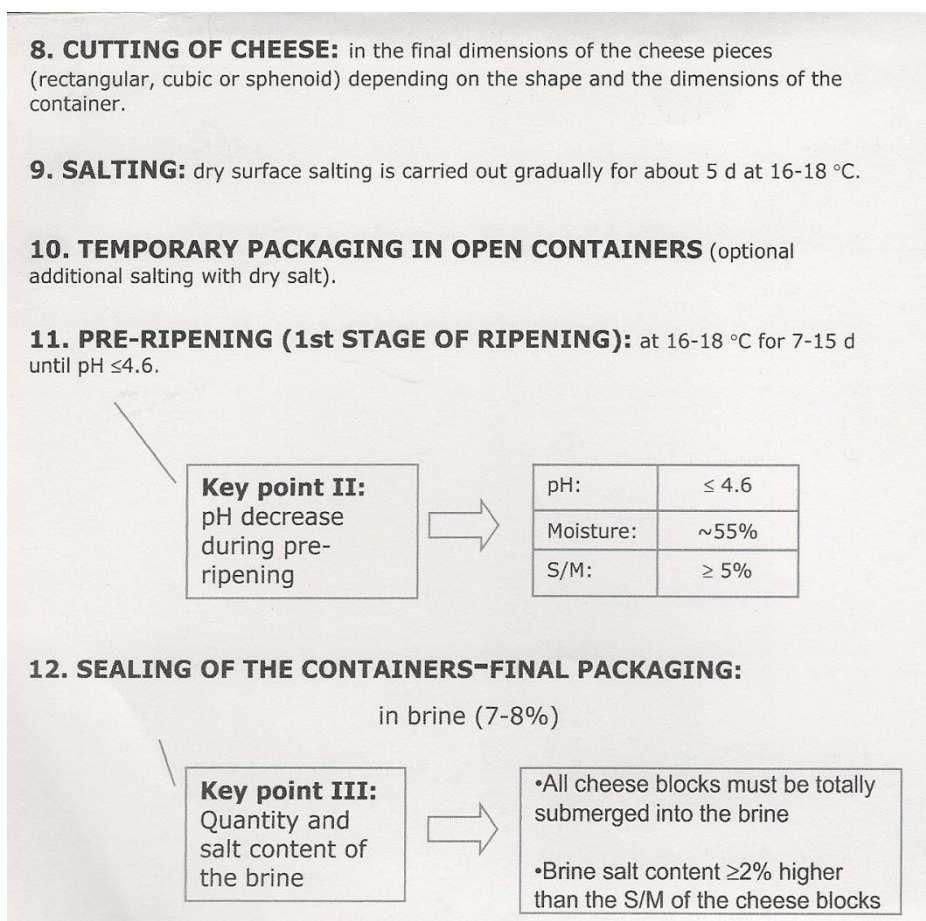 8. CUTTING OF CHEESE: in the final dimensions of the cheese pieces
(rectangular, cubic or sphenoid) depending on the shape and the dimensions of the
container.
9. SALTING: dry surface salting is carried out gradually for about 5 d at 16-18 °C.
10. TEMPORARY PACKAGING IN OPEN CONTAINERS (optional
additional salting with dry salt).
11. PRE-RIPENING (1st STAGE OF RIPENING): at 16-18 °C for 7-15 d
until pH ≤4.6.
Key point II:
pH decrease
during pre-
ripening
pH: ≤ 4.6
Moisture: ~55%
S/M: ≥ 5%
12. SEALING OF THE CONTAINERS–FINAL PACKAGING:
in brine (7-8%)
Key point III:
Quantity and
salt content of
the brine
•All cheese blocks must be totally
submerged into the brine
•Brine salt content ≥2% higher
than the S/M of the cheese blocks